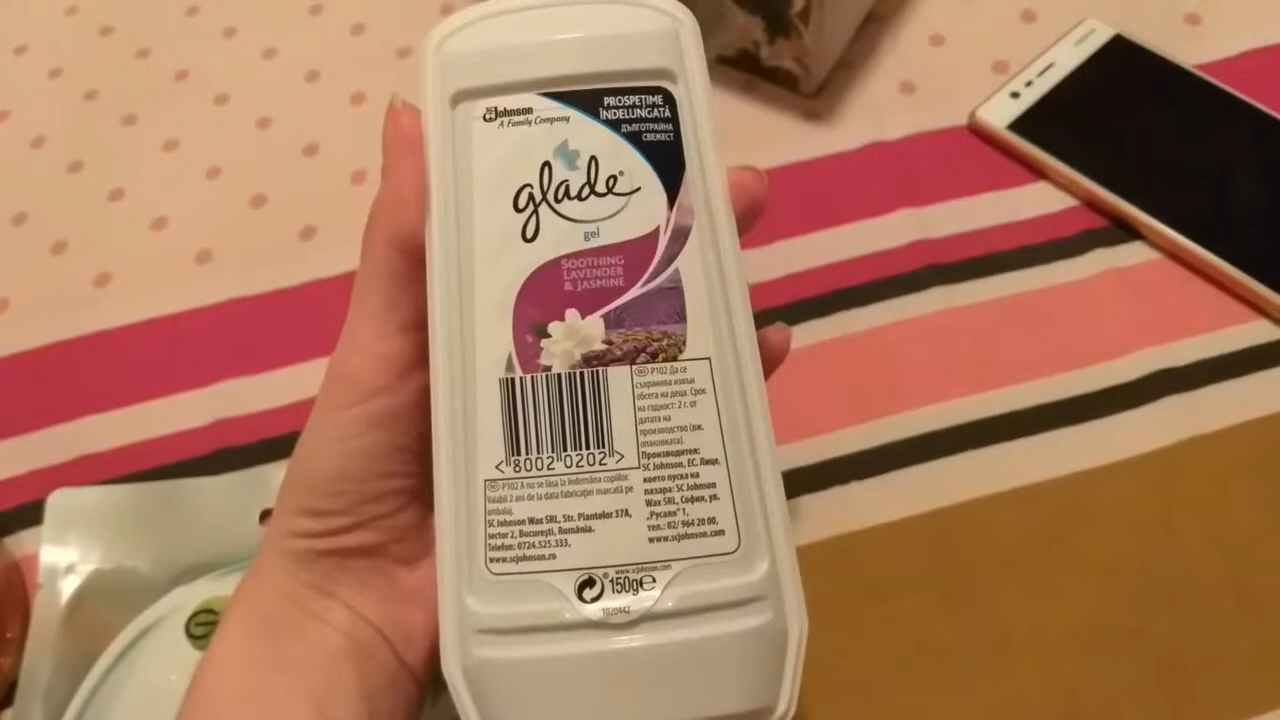 SC Johnson
A Family Company
PROSPEȚIME
ÎNDELUNGATĂ
ДЪЛГОТРАЙНА
СВЕЖЕСТ
glade®
gel
SOOTHING
LAVENDER
& JASMINE
<80020202>
BG P102 Да се
съхранява извън
обсега на деца. Срок
на годност: 2 г. от
датата на
производство (вж.
опаковката).
Производител:
SC Johnson, ЕС. Лице,
което пуска на
пазара: SC Johnson
Wax SRL, София, ул.
„Русаля" 1,
тел.: 02/ 964 20 00,
www.scjohnson.com
RO P102 A nu se lăsa la îndemâna copiilor.
Valabil 2 ani de la data fabricației marcată pe
ambalaj.
SC Johnson Wax SRL, Str. Plantelor 37A,
sector 2, București, România.
Telefon: 0724.525.333,
www.scjohnson.ro
www.scjohnson.com
150g℮
1020442